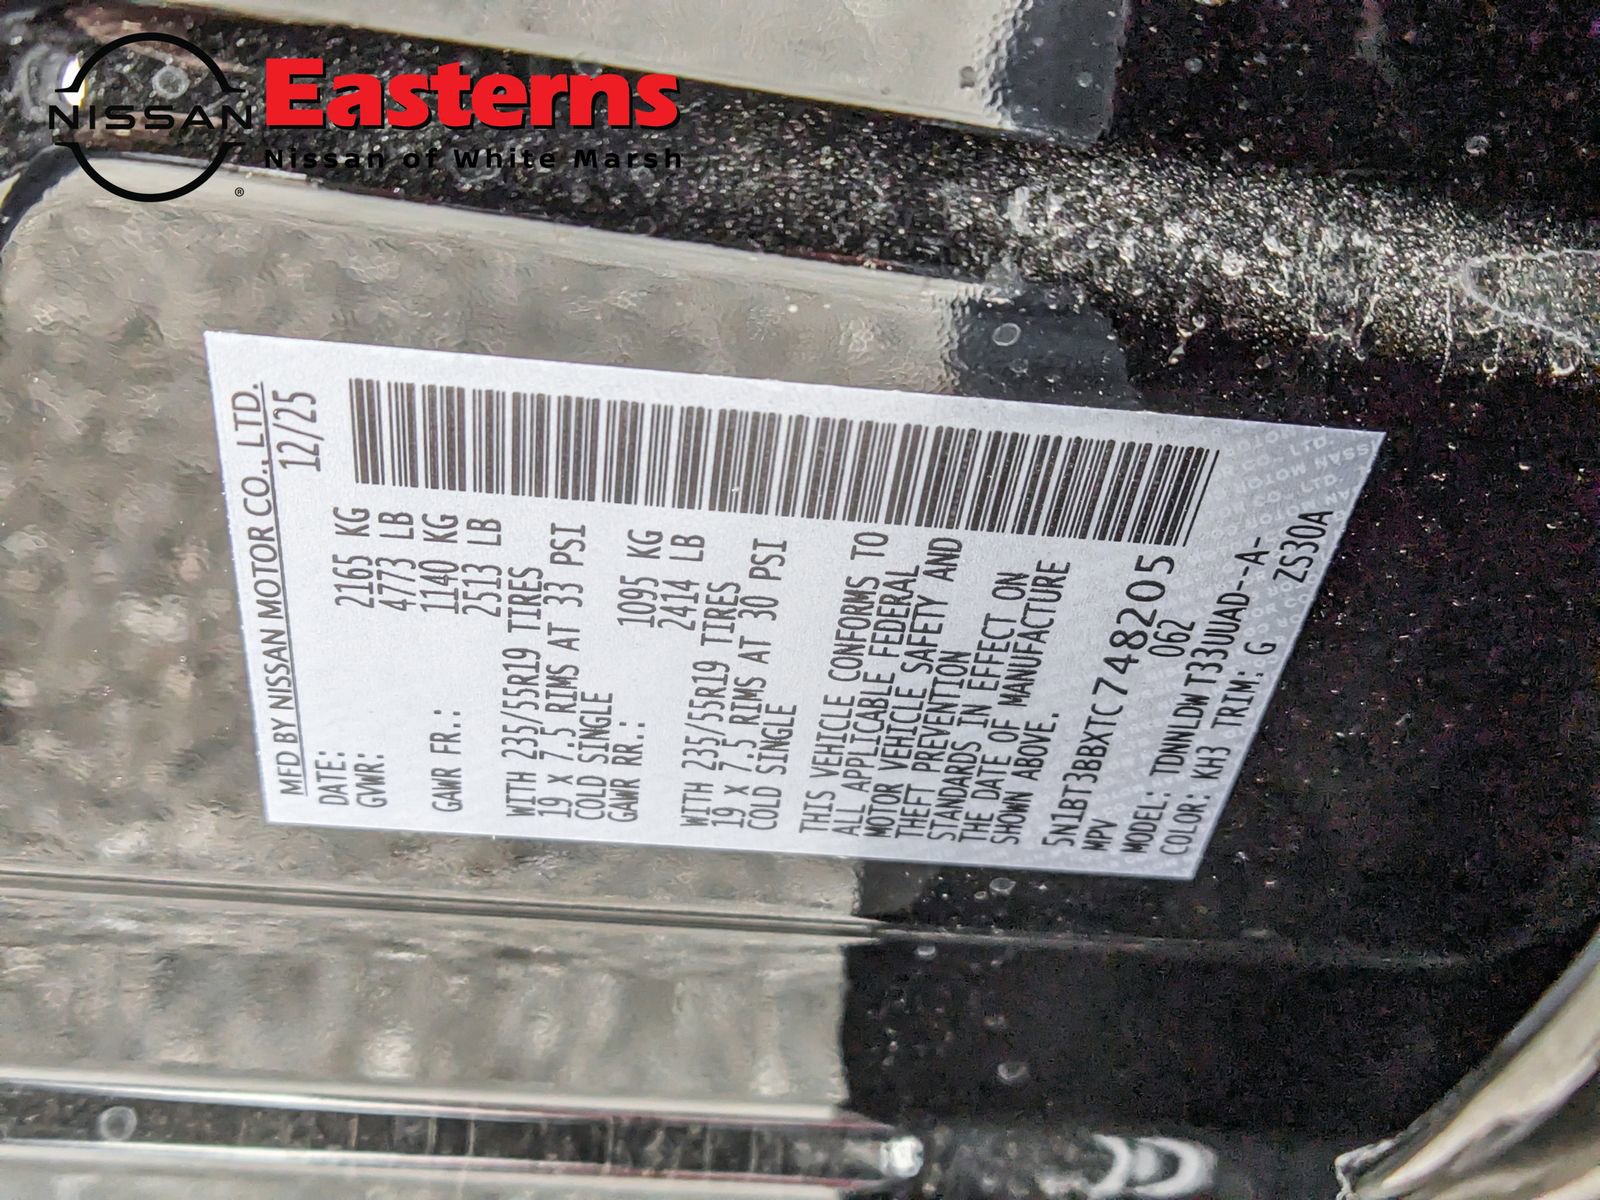 NISSAN
®
Easterns
Nissan of White Marsh
MFD BY NISSAN MOTOR CO., LTD.
DATE: 12/25
GVWR: 2165 KG
4773 LB
GAWR FR.: 1140 KG
2513 LB
WITH 235/55R19 TIRES
19 X 7.5 RIMS AT 33 PSI
COLD SINGLE
GAWR RR.: 1095 KG
2414 LB
WITH 235/55R19 TIRES
19 X 7.5 RIMS AT 30 PSI
COLD SINGLE
THIS VEHICLE CONFORMS TO
ALL APPLICABLE FEDERAL
MOTOR VEHICLE SAFETY AND
THEFT PREVENTION
STANDARDS IN EFFECT ON
THE DATE OF MANUFACTURE
SHOWN ABOVE.
5N1BT3BBXTC748205
MPV 062
MODEL: TDNNLDW T33UUAD--A-
COLOR: KH3 TRIM: G ZS30A